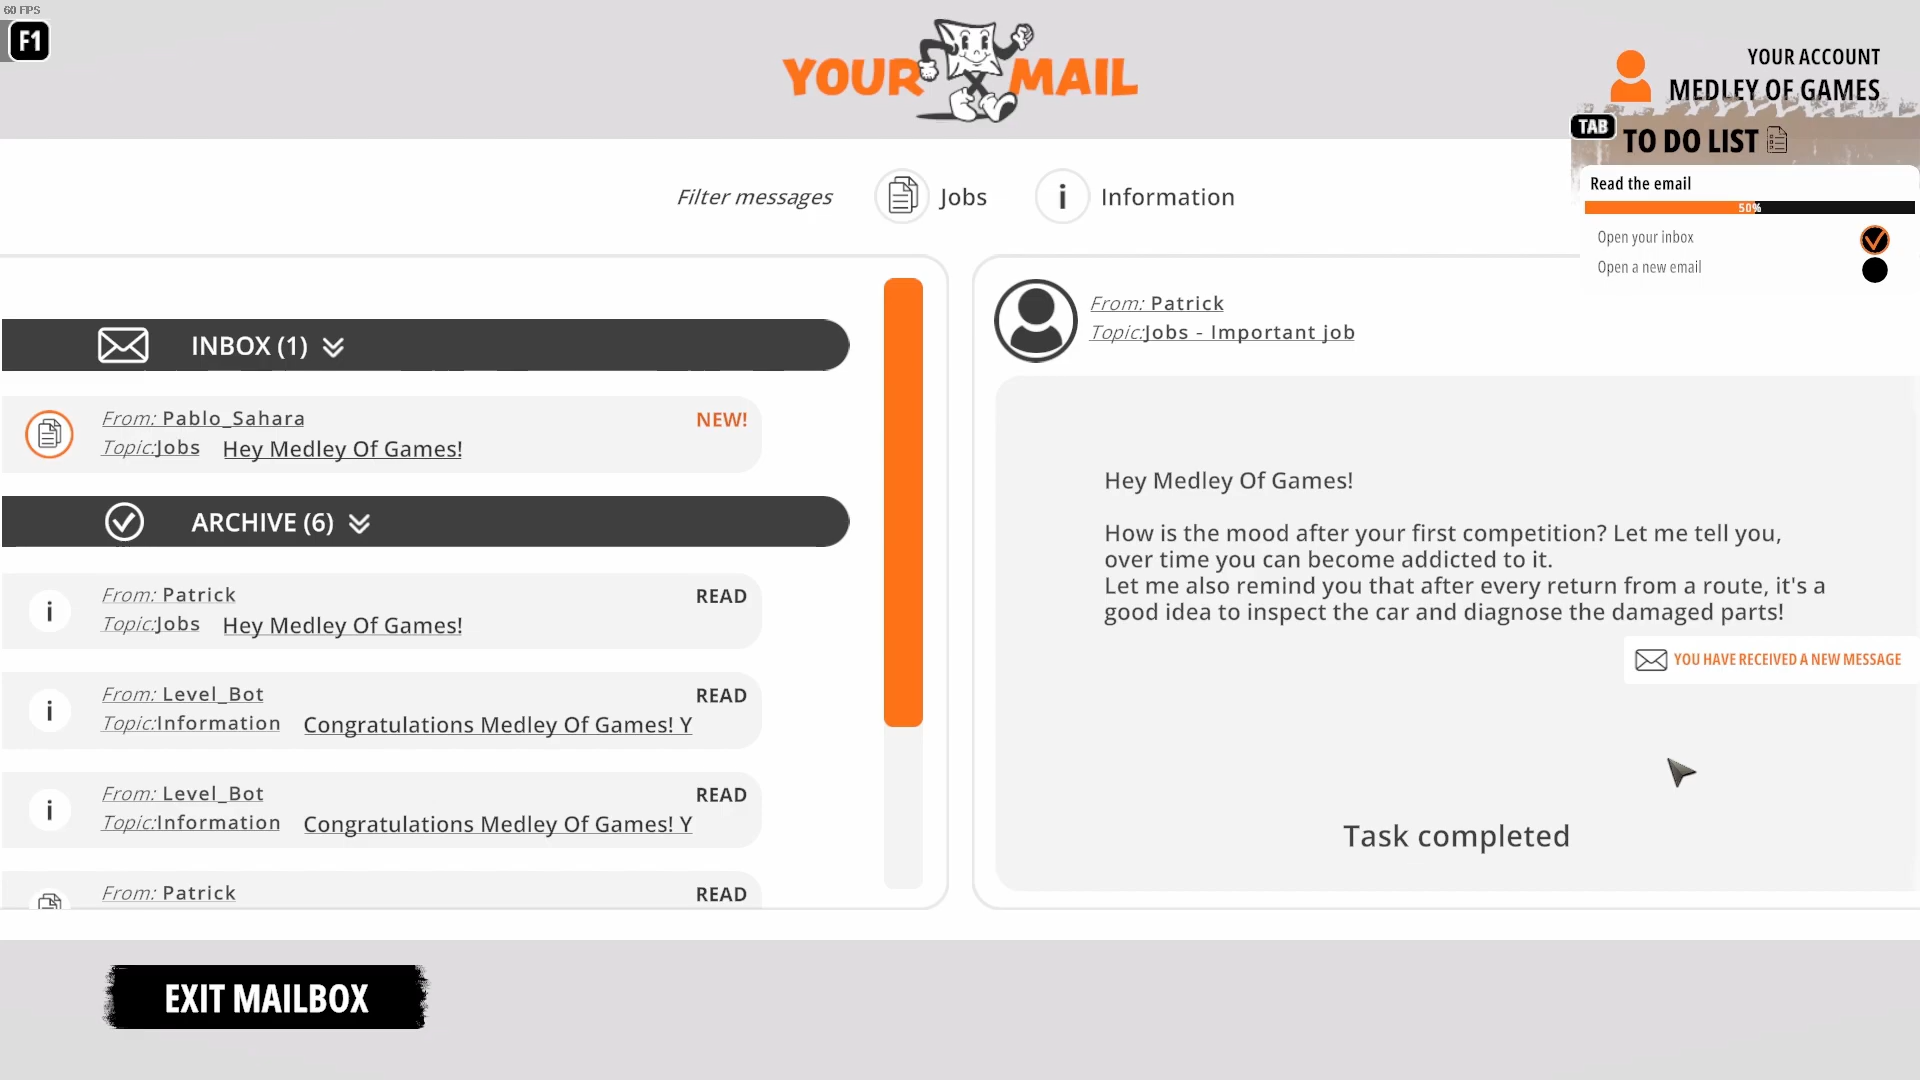 60 FPS
F1
YOUR MAIL
YOUR ACCOUNT
MEDLEY OF GAMES
TAB TO DO LIST
Read the email
50%
Open your inbox
Open a new email
Filter messages
Jobs
i Information
INBOX (1)
From: Pablo_Sahara
NEW!
Topic:Jobs Hey Medley Of Games!
ARCHIVE (6)
i
From: Patrick
READ
Topic:Jobs Hey Medley Of Games!
i
From: Level_Bot
READ
Topic:Information Congratulations Medley Of Games! Y
i
From: Level_Bot
READ
Topic:Information Congratulations Medley Of Games! Y
From: Patrick
READ
From: Patrick
Topic:Jobs - Important job
Hey Medley Of Games!
How is the mood after your first competition? Let me tell you,
over time you can become addicted to it.
Let me also remind you that after every return from a route, it's a
good idea to inspect the car and diagnose the damaged parts!
YOU HAVE RECEIVED A NEW MESSAGE
Task completed
EXIT MAILBOX